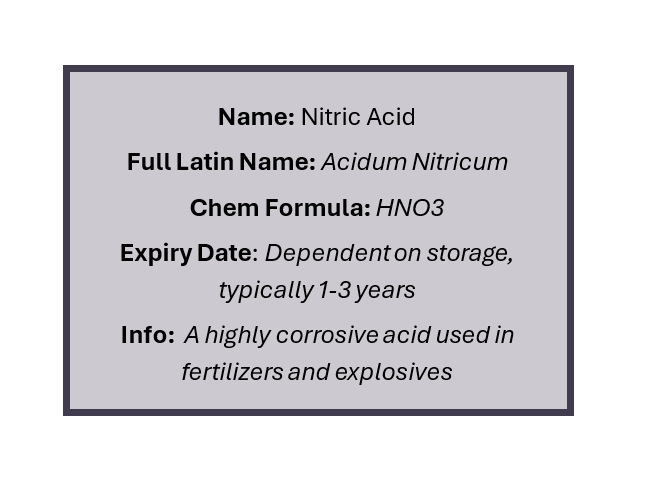 Name: Nitric Acid
Full Latin Name: Acidum Nitricum
Chem Formula: HNO3
Expiry Date: Dependent on storage,
typically 1-3 years
Info: A highly corrosive acid used in
fertilizers and explosives